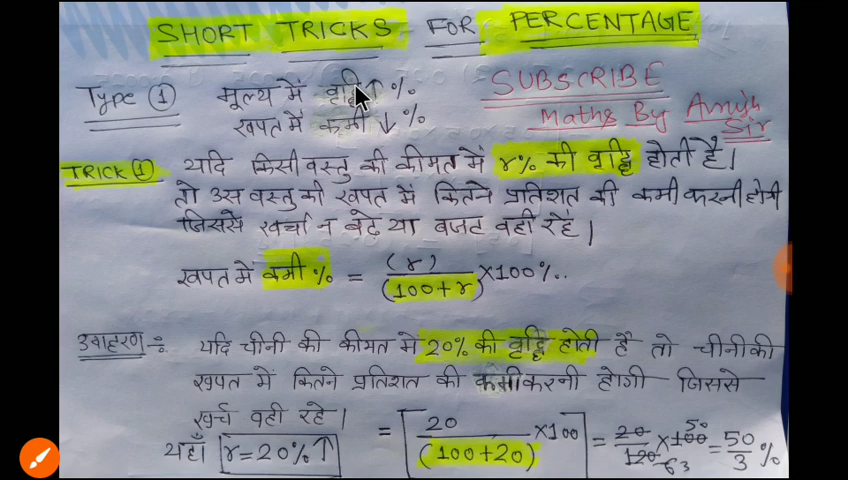 SHORT TRICKS FOR PERCENTAGE
Type ① मूल्य में वृद्धि ↑ %
खपत में कमी ↓ %
SUBSCRIBE
Maths By
Sir
TRICK ① यदि किसी वस्तु की कीमत में r% की वृद्धि होती है।
तो उस वस्तु की खपत में कितने प्रतिशत की कमी करनी होगी
जिससे खर्चा न बढ़े या बजट वही रहे।
खपत में कमी % = (r) / (100+r) ×100%..
उदाहरण :- यदि चीनी की कीमत में 20% की वृद्धि होती है तो चीनी की
खपत में कितने प्रतिशत की कमी करनी होगी जिससे
खर्च वही रहे।
यहाँ r=20%↑ = [20 / (100+20) ×100] = 20/120 ×100 = 50/3 %